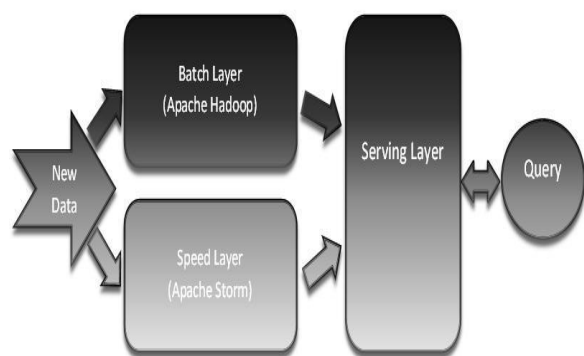 New
Data
Batch Layer
(Apache Hadoop)
Speed Layer
(Apache Storm)
Serving Layer
Query